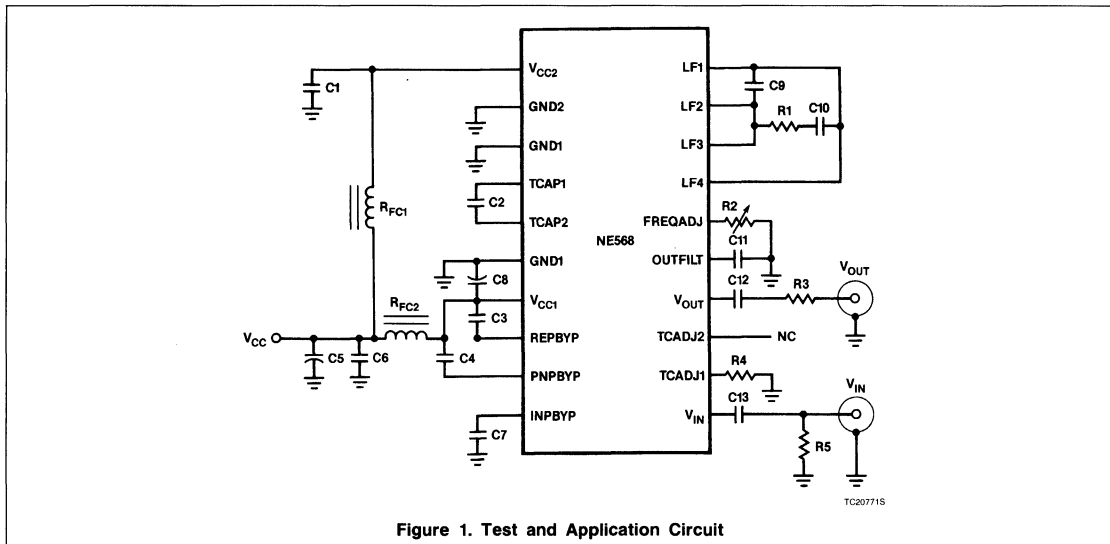 VCC2
C1
GND2
GND1
TCAP1
C2
TCAP2
RFC1
GND1
C8
RFC2
VCC1
C3
VCC
REPBYP
C5
C6
C4
PNPBYP
INPBYP
C7
NE568
LF1
C9
LF2
R1
C10
LF3
LF4
R2
FREQADJ
C11
OUTFILT
C12
VOUT
R3
VOUT
TCADJ2
NC
R4
TCADJ1
VIN
C13
VIN
R5
TC20771S
Figure 1. Test and Application Circuit